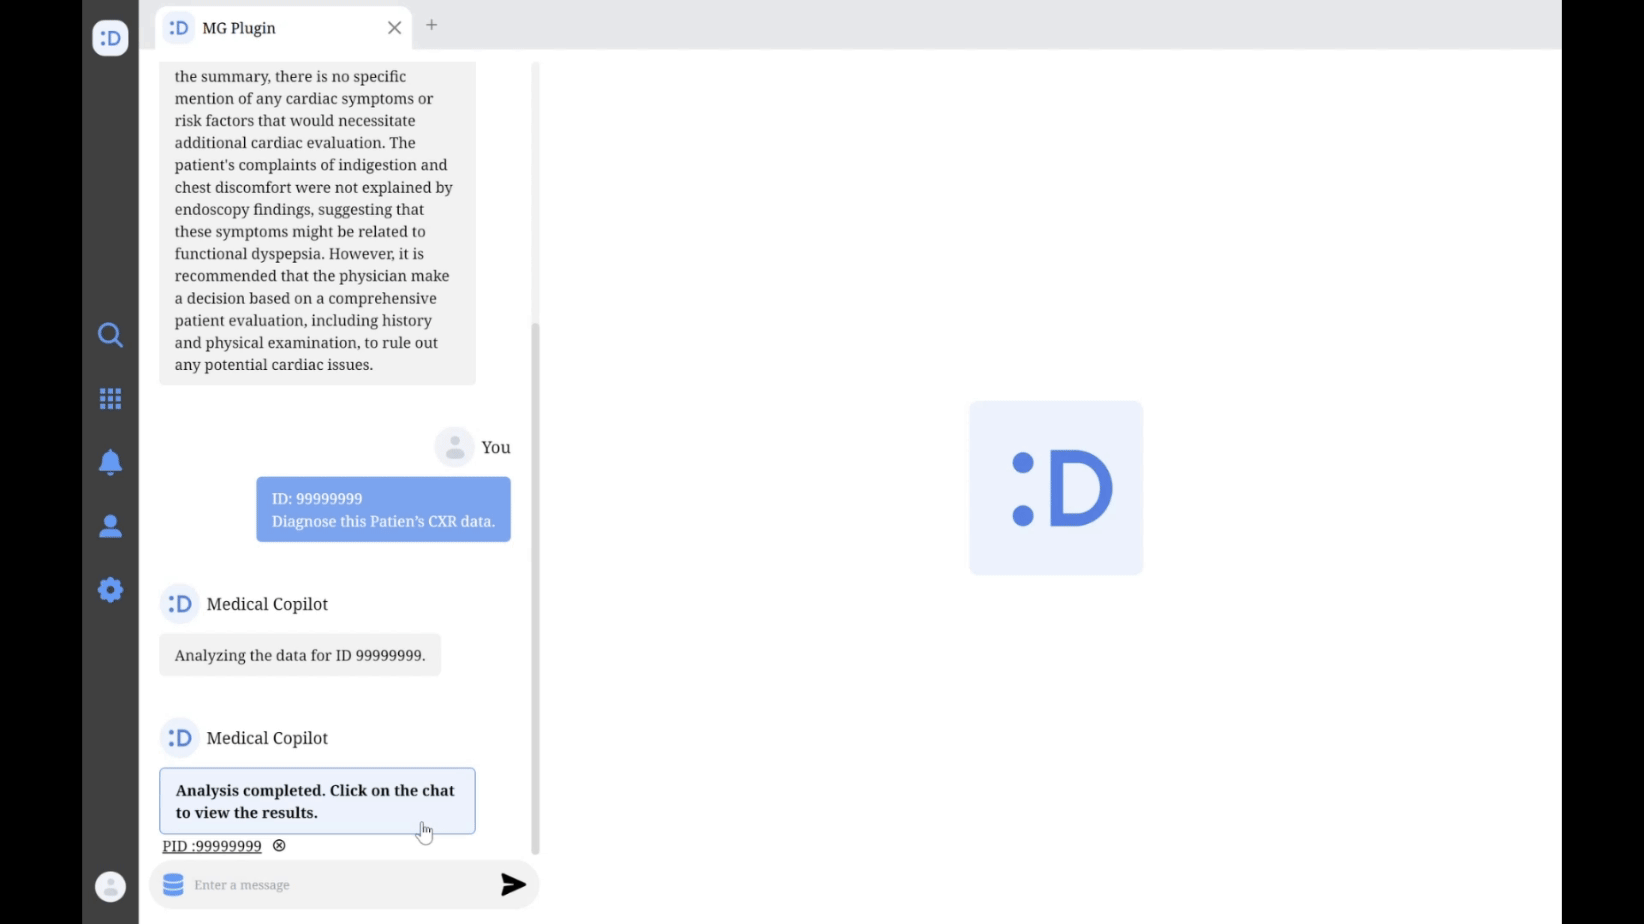 :D
:D MG Plugin
the summary, there is no specific
mention of any cardiac symptoms or
risk factors that would necessitate
additional cardiac evaluation. The
patient's complaints of indigestion and
chest discomfort were not explained by
endoscopy findings, suggesting that
these symptoms might be related to
functional dyspepsia. However, it is
recommended that the physician make
a decision based on a comprehensive
patient evaluation, including history
and physical examination, to rule out
any potential cardiac issues.
You
ID: 99999999
Diagnose this Patien's CXR data.
:D Medical Copilot
Analyzing the data for ID 99999999.
:D Medical Copilot
Analysis completed. Click on the chat
to view the results.
PID :99999999
Enter a message
:D